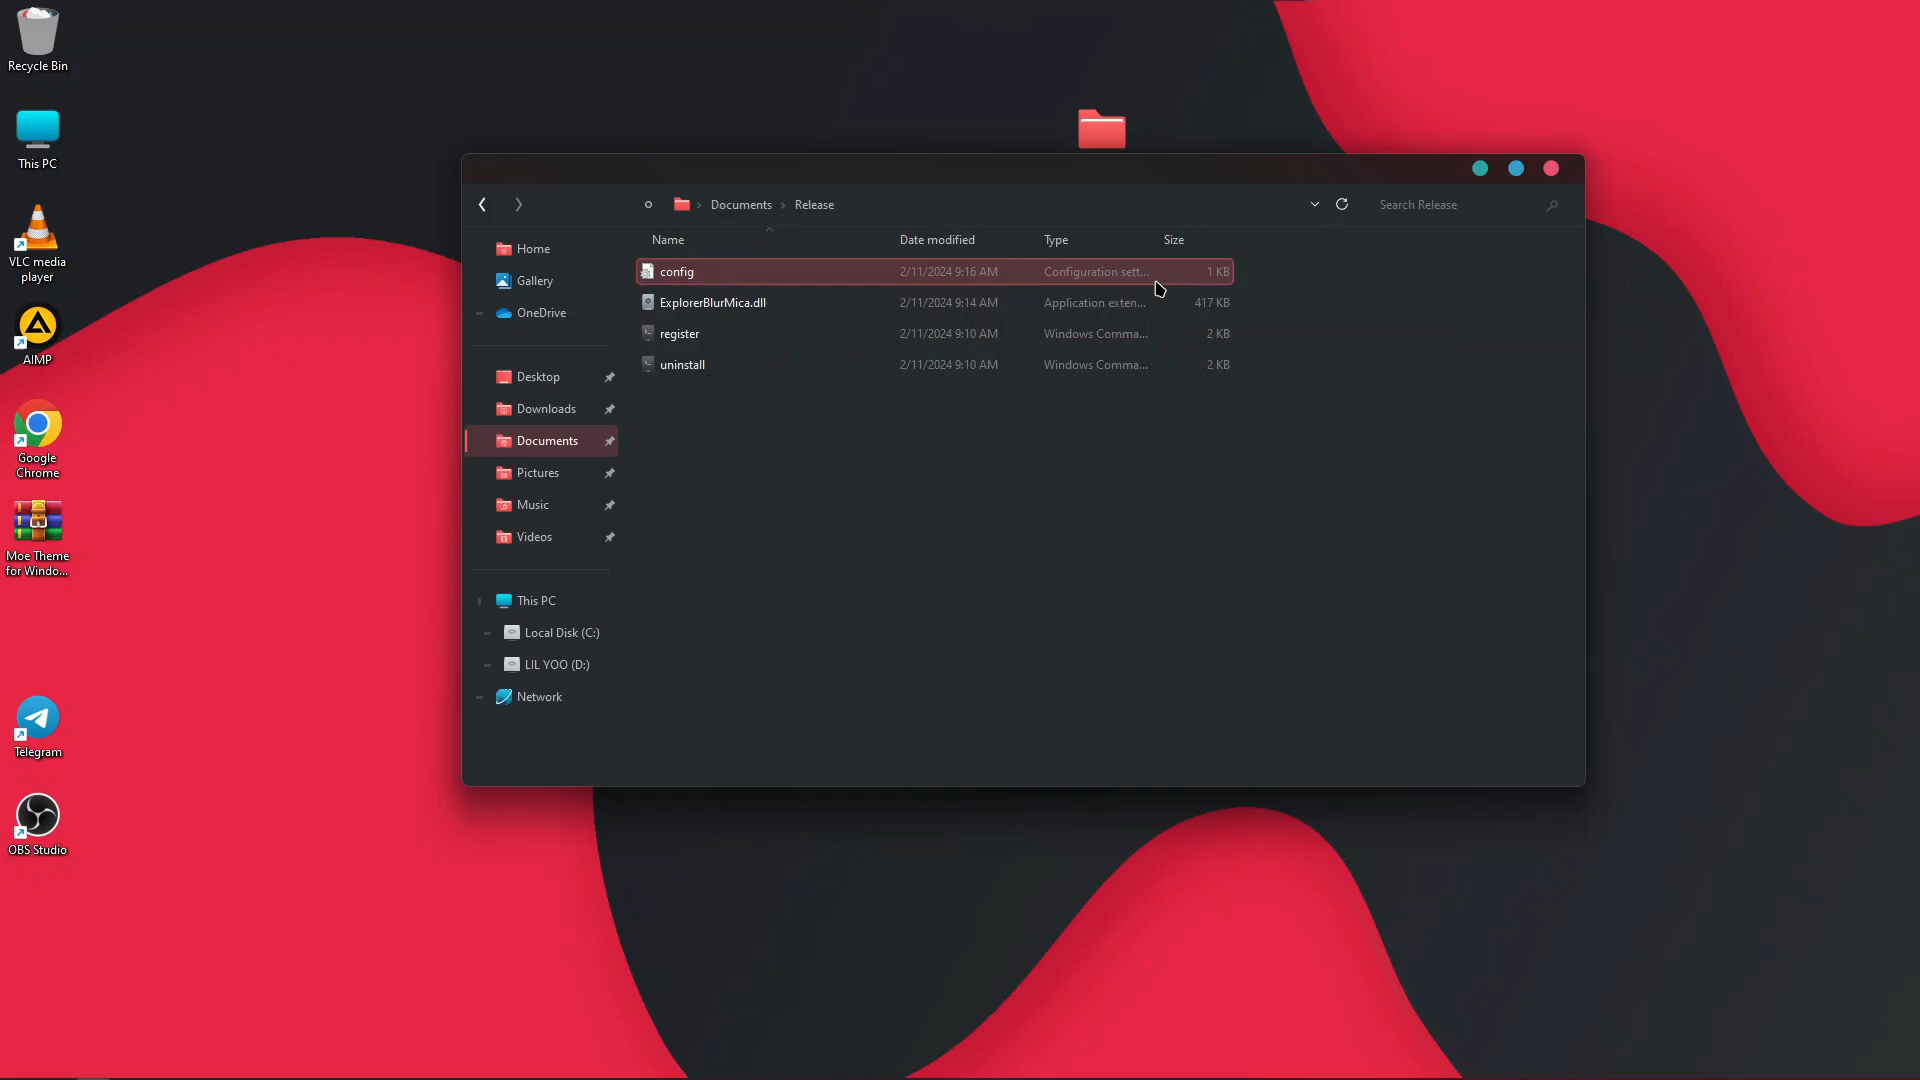 Recycle Bin
This PC
VLC media
player
AIMP
Google
Chrome
Moe Theme
for Windo...
Telegram
OBS Studio
Documents
Release
Search Release
Home
Gallery
OneDrive
Desktop
Downloads
Documents
Pictures
Music
Videos
This PC
Local Disk (C:)
LIL YOO (D:)
Network
Name Date modified Type Size
config 2/11/2024 9:16 AM Configuration sett... 1 KB
ExplorerBlurMica.dll 2/11/2024 9:14 AM Application exten... 417 KB
register 2/11/2024 9:10 AM Windows Comma... 2 KB
uninstall 2/11/2024 9:10 AM Windows Comma... 2 KB